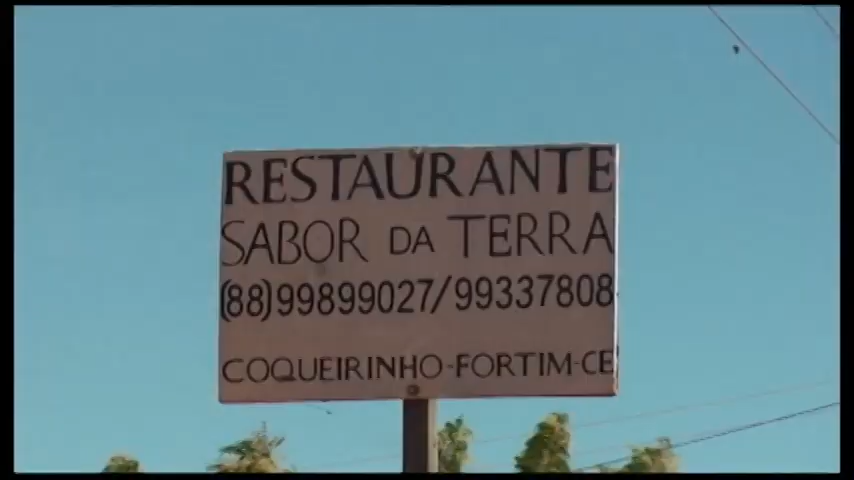 RESTAURANTE
SABOR DA TERRA
(88)99899027/99337808
COQUEIRINHO-FORTIM-CE